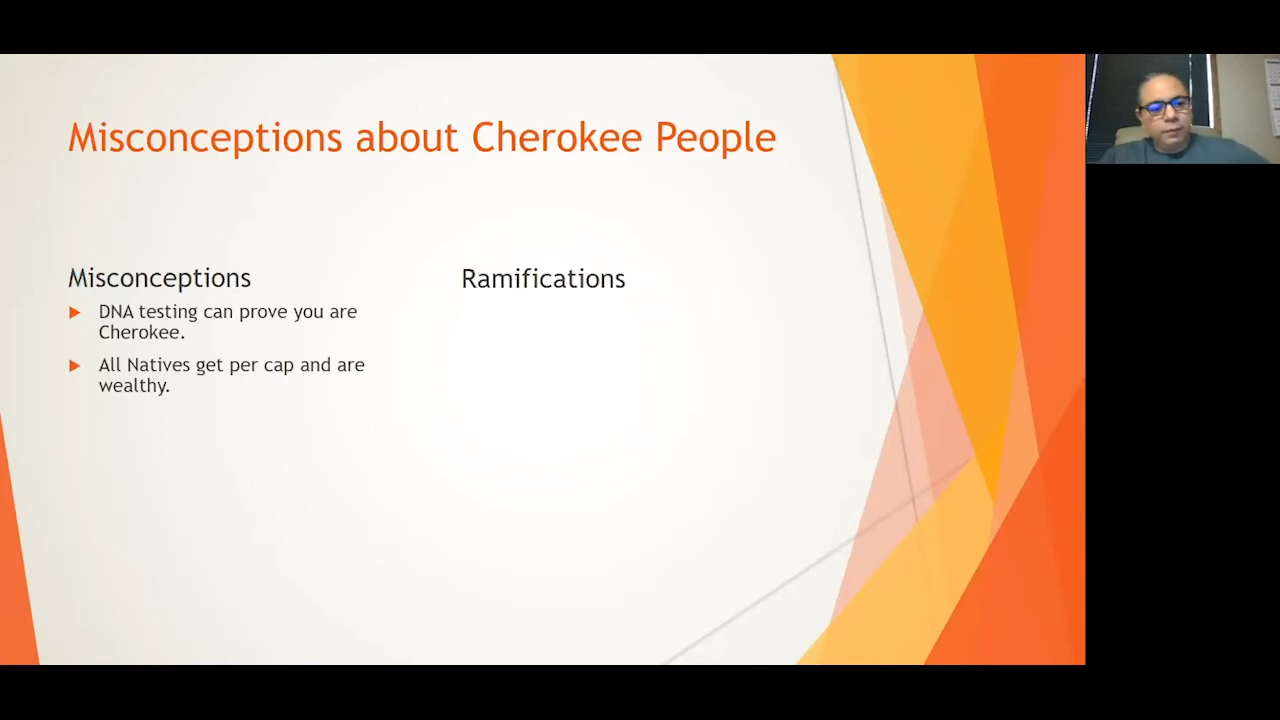 Misconceptions about Cherokee People
Misconceptions
DNA testing can prove you are
Cherokee.
All Natives get per cap and are
wealthy.
Ramifications